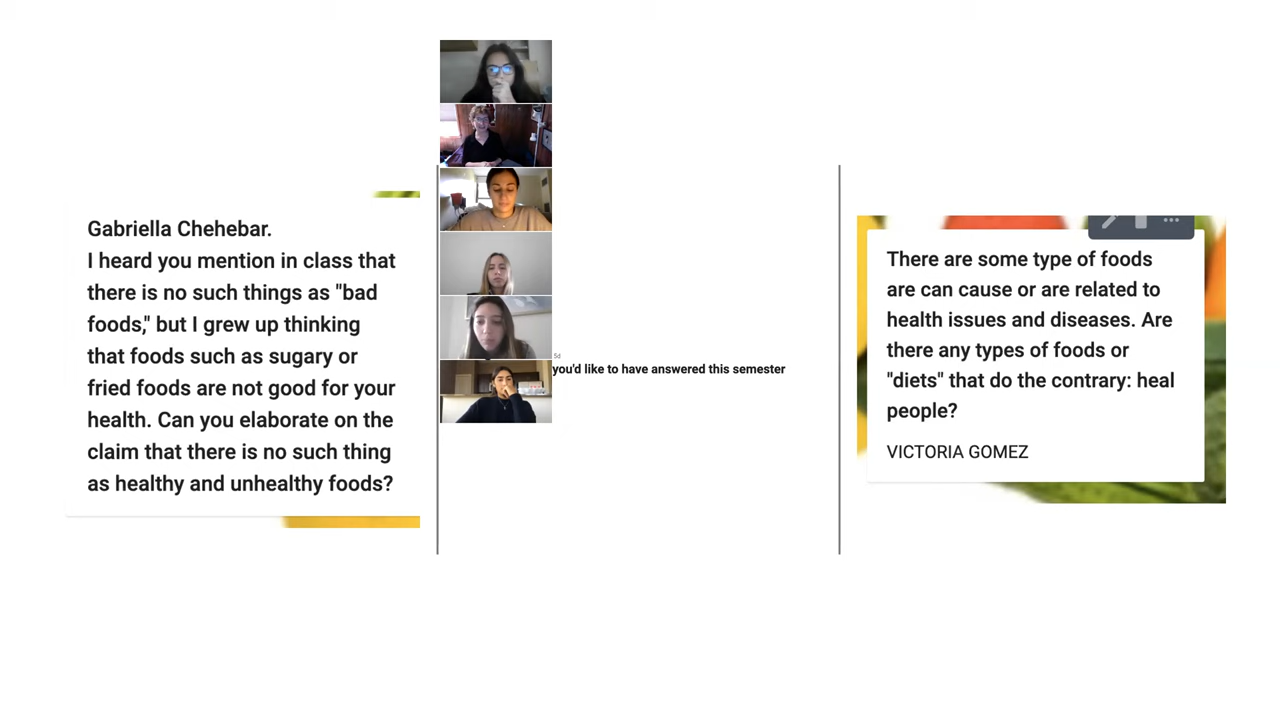 Gabriella Chehebar.
I heard you mention in class that
there is no such things as "bad
foods," but I grew up thinking
that foods such as sugary or
fried foods are not good for your
health. Can you elaborate on the
claim that there is no such thing
as healthy and unhealthy foods?
5d
you'd like to have answered this semester
There are some type of foods
are can cause or are related to
health issues and diseases. Are
there any types of foods or
"diets" that do the contrary: heal
people?
VICTORIA GOMEZ